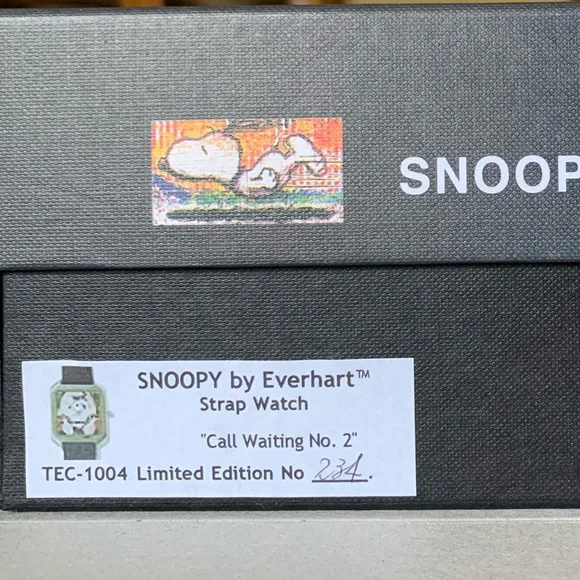 SNOOP
SNOOPY by Everhart™
Strap Watch
"Call Waiting No. 2"
TEC-1004 Limited Edition No 234.